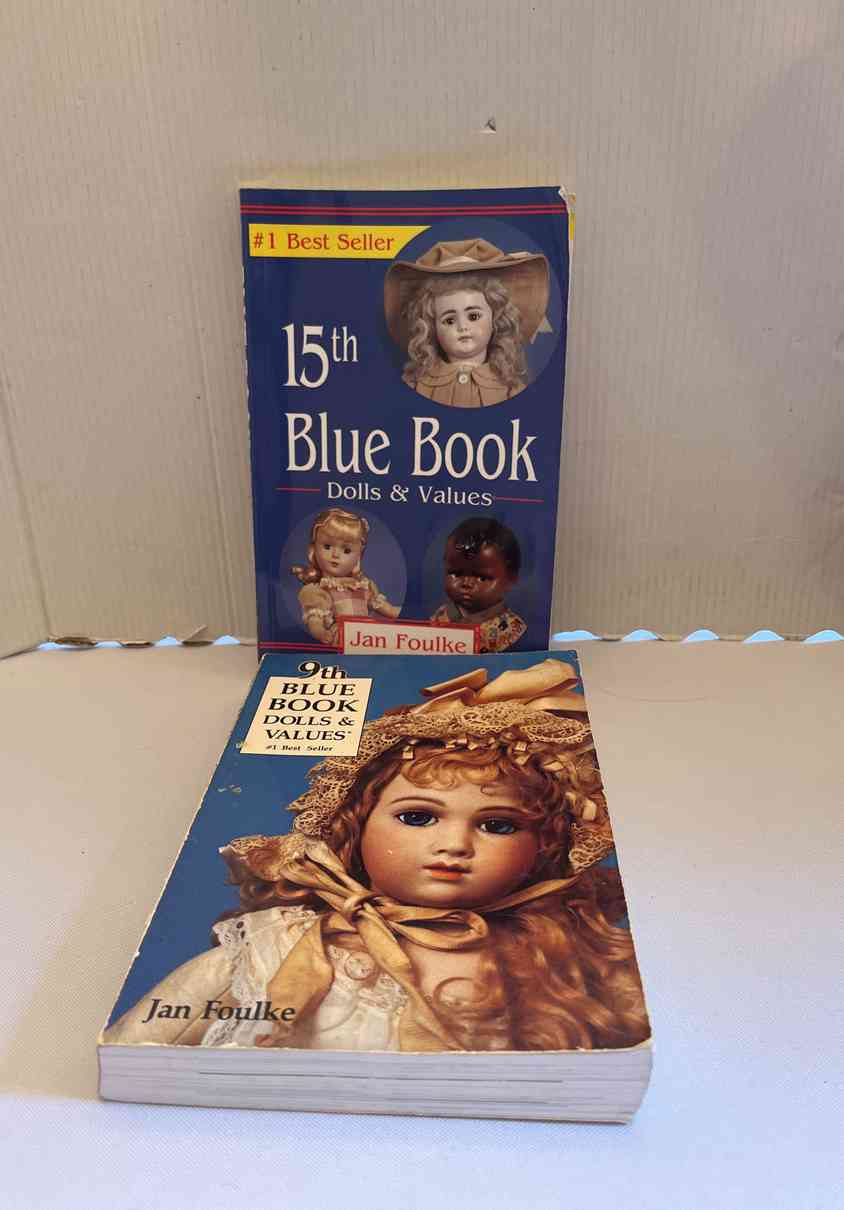 #1 Best Seller
15th
Blue Book
Dolls & Values
Jan Foulke
9th
BLUE
BOOK
DOLLS &
VALUES
#1 Best Seller
Jan Foulke